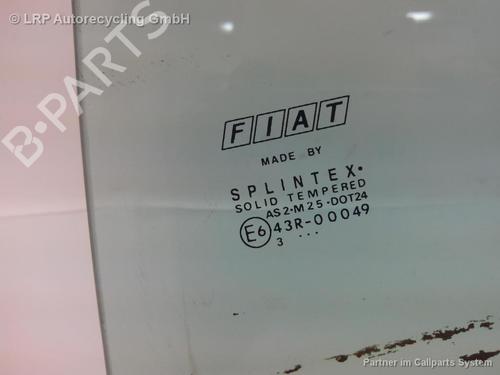 © LRP Autorecycling GmbH
B-PARTS
FIAT
MADE BY
SPLINTEX·
SOLID TEMPERED
AS2·M25·DOT24
E6 43R-00049
3 ...
Partner im Callparts System